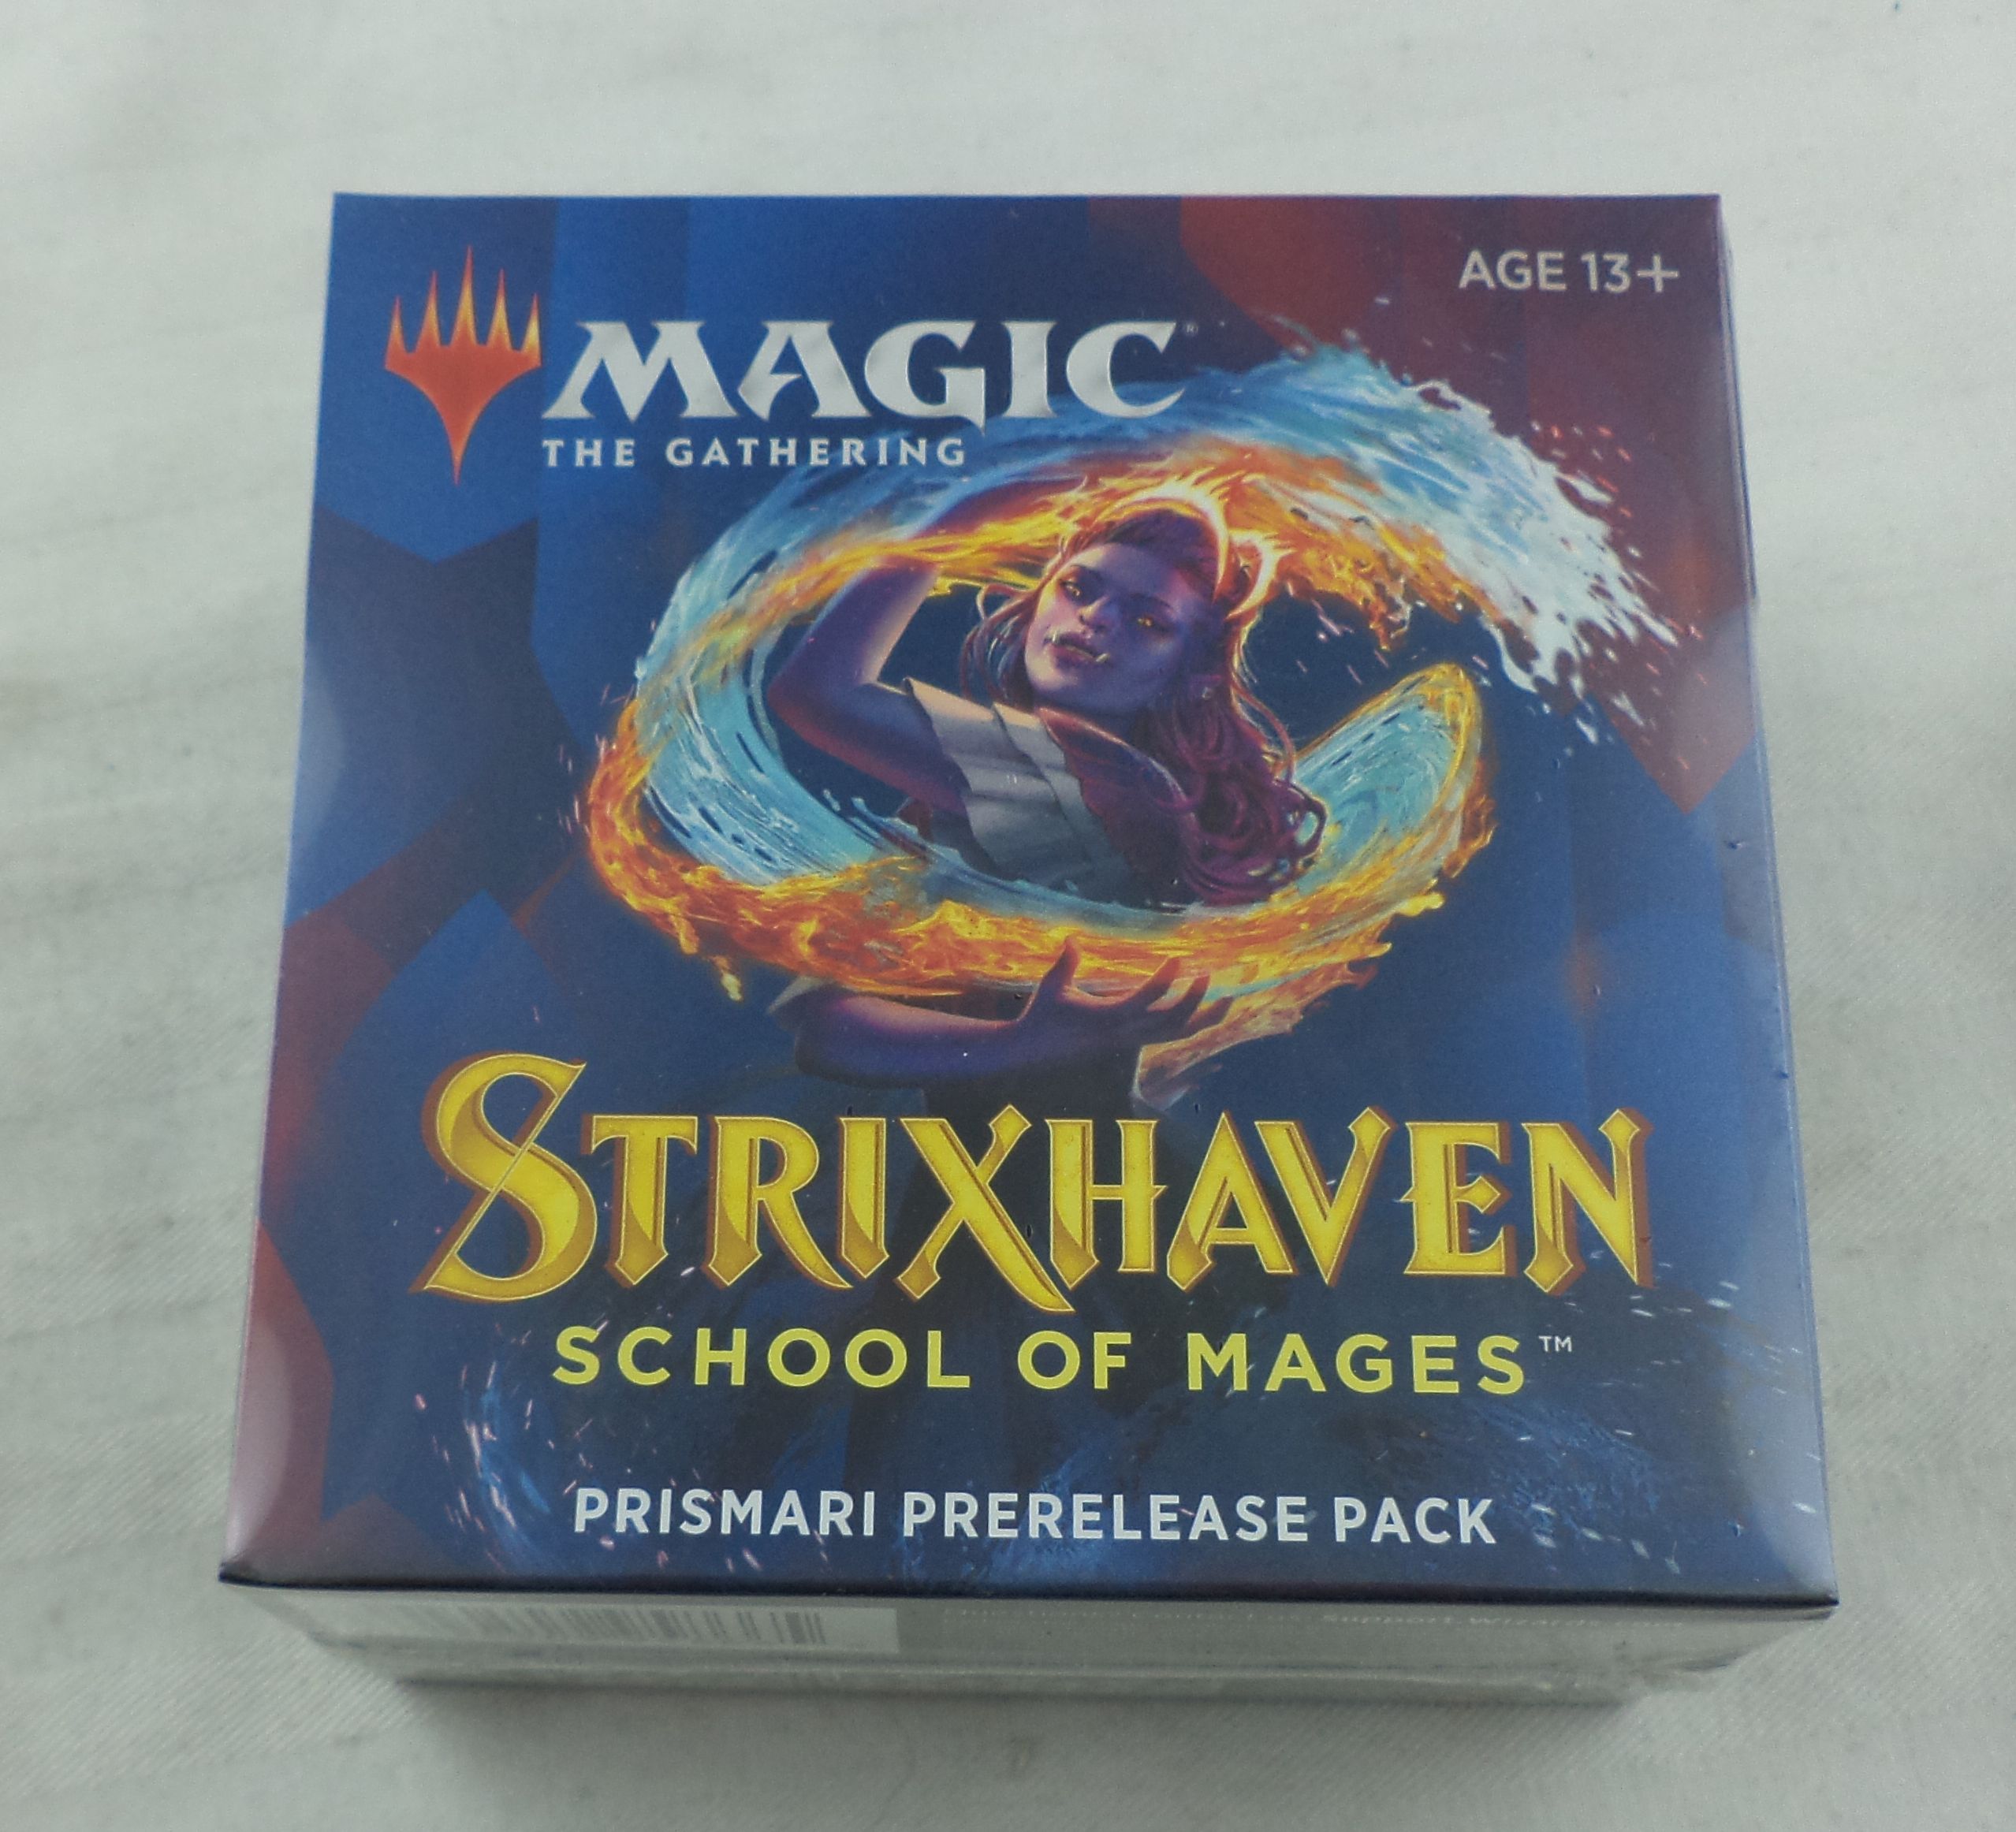 AGE 13+
MAGIC®
THE GATHERING
STRIXHAVEN
SCHOOL OF MAGES™
PRISMARI PRERELEASE PACK